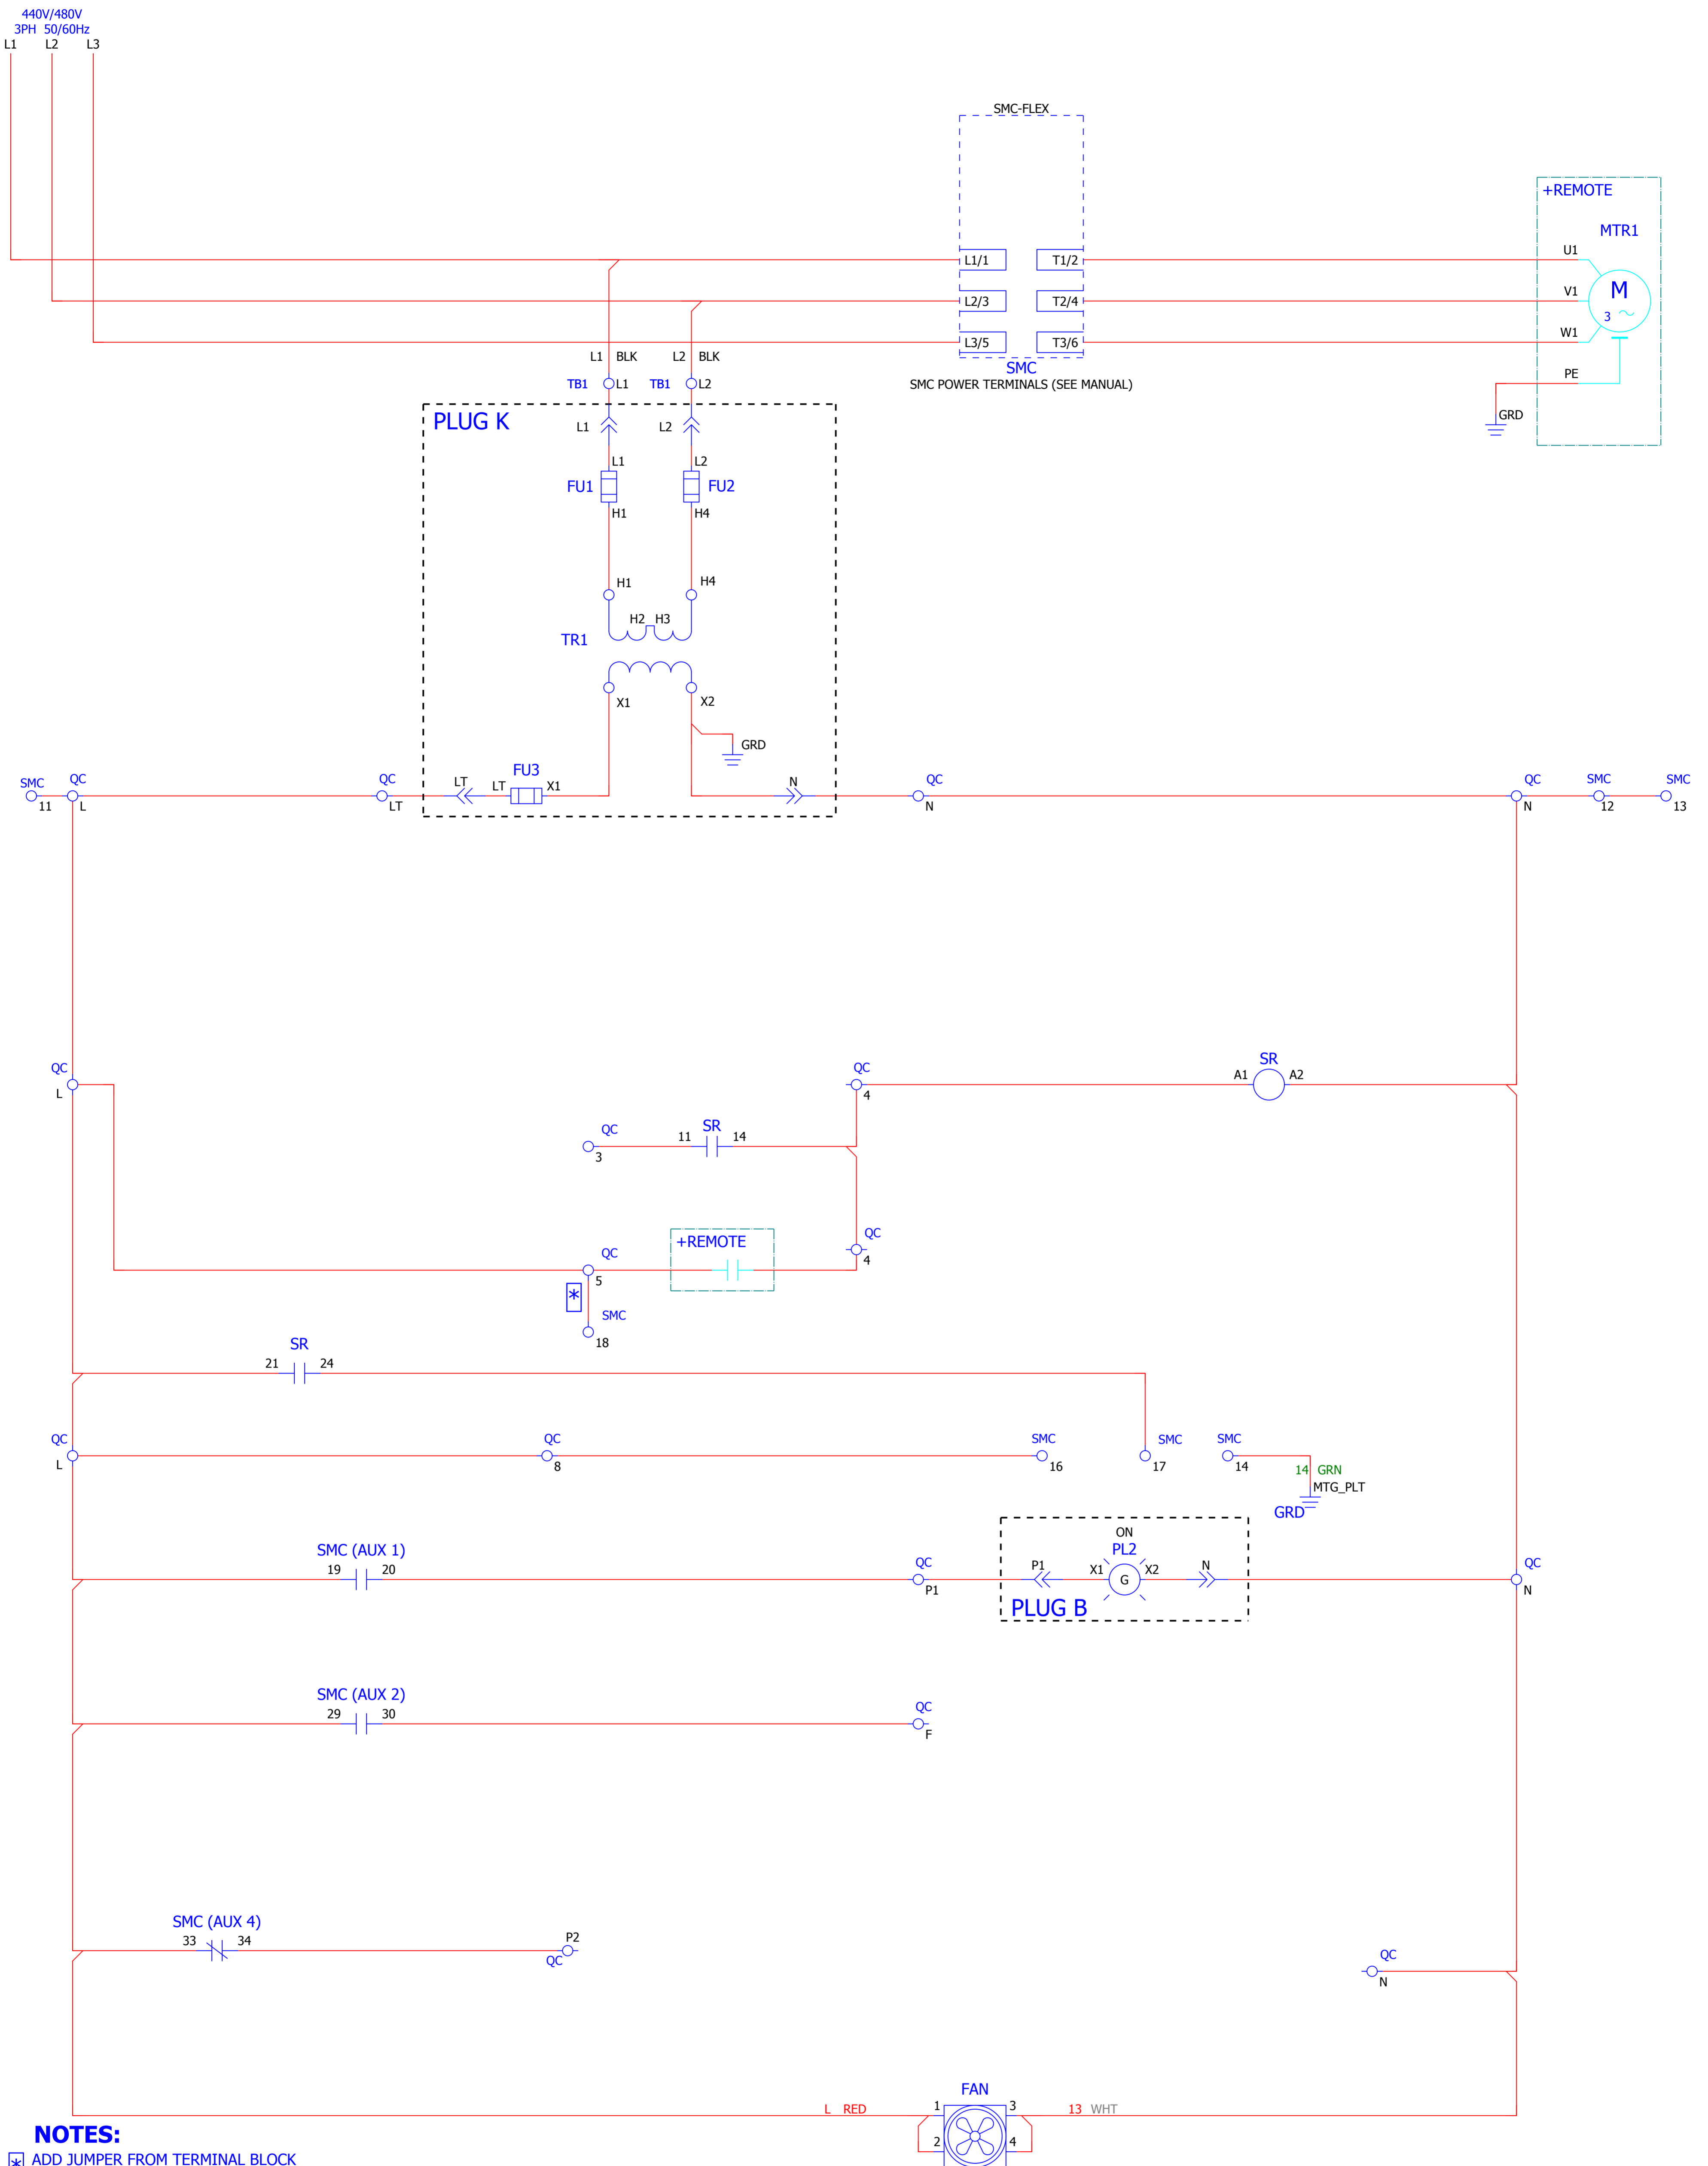 440V/480V
3PH 50/60Hz
L1 L2 L3
SMC-FLEX
+REMOTE
MTR1
L1/1 T1/2 U1
L2/3 T2/4 V1 M
3
L3/5 T3/6 W1
L1 BLK L2 BLK
SMC
SMC POWER TERMINALS (SEE MANUAL)
PE
TB1 L1 TB1 L2
GRD
PLUG K
L1 L2
L1 L2
FU1 FU2
H1 H4
H1 H4
H2 H3
TR1
X1 X2
GRD
FU3
SMC QC QC LT LT X1 N QC QC SMC SMC
11 L LT N N 12 13
QC QC SR
A1 A2
L 4
QC SR
11 14
3
QC
+REMOTE
QC
4
5
*
SMC
18
SR
21 24
QC QC SMC SMC SMC
L 8 16 17 14
14 GRN
MTG_PLT
GRD
ON
PL2
SMC (AUX 1)
19 20
QC P1 X1 G X2 N QC
P1 N
PLUG B
SMC (AUX 2)
29 30
QC
F
SMC (AUX 4)
33 34
P2
QC
QC
N
FAN
L RED 1 3 13 WHT
2 4
NOTES:
* ADD JUMPER FROM TERMINAL BLOCK